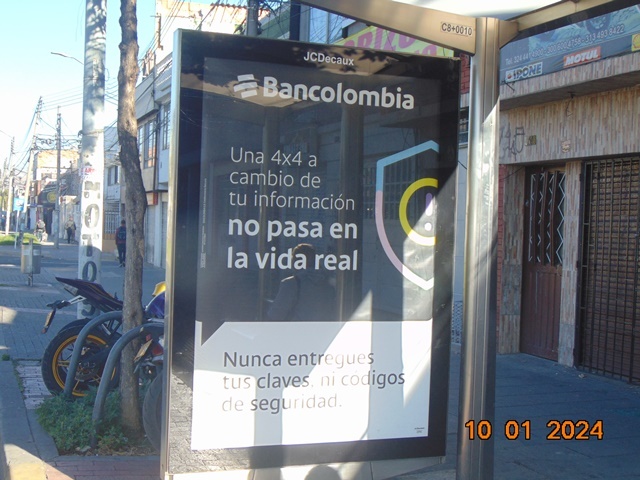 C8+0010
JCDecaux
Bancolombia
Una 4x4 a
cambio de
tu información
no pasa en
la vida real
Nunca entregues
tus claves, ni códigos
de seguridad.
IPONE
MOTUL
10 01 2024